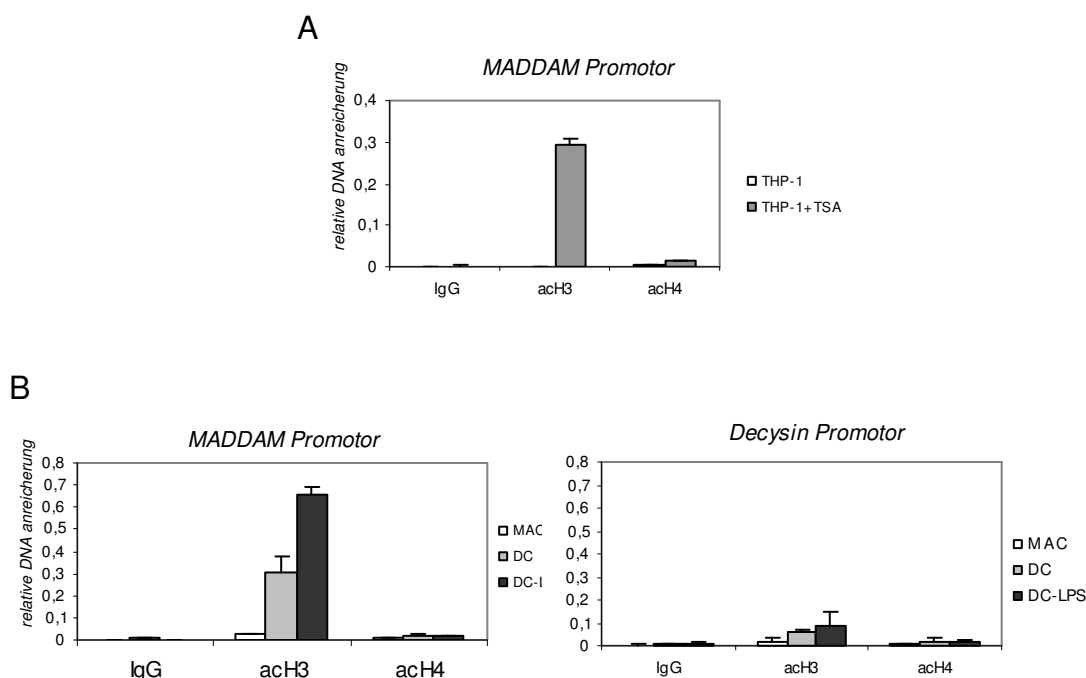 A
MADDAM Promotor
relative DNA anreicherung
0,4
0,3
0,2
0,1
0
IgG
acH3
acH4
THP-1
THP-1+TSA
B
MADDAM Promotor
relative DNA anreicherung
0,8
0,7
0,6
0,5
0,4
0,3
0,2
0,1
0
IgG
acH3
acH4
MAC
DC
DC-L
Decysin Promotor
0,8
0,7
0,6
0,5
0,4
0,3
0,2
0,1
0
IgG
acH3
acH4
MAC
DC
DC-LPS